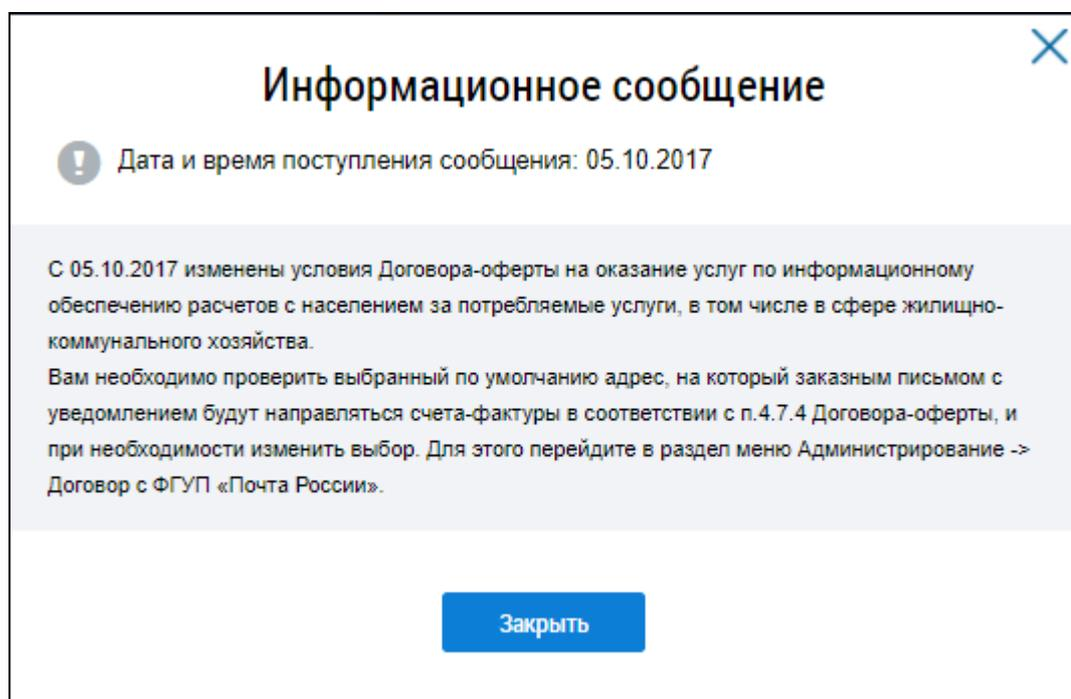 Информационное сообщение
Дата и время поступления сообщения: 05.10.2017
С 05.10.2017 изменены условия Договора-оферты на оказание услуг по информационному
обеспечению расчетов с населением за потребляемые услуги, в том числе в сфере жилищно-
коммунального хозяйства.
Вам необходимо проверить выбранный по умолчанию адрес, на который заказным письмом с
уведомлением будут направляться счета-фактуры в соответствии с п.4.7.4 Договора-оферты, и
при необходимости изменить выбор. Для этого перейдите в раздел меню Администрирование ->
Договор с ФГУП «Почта России».
Закрыть